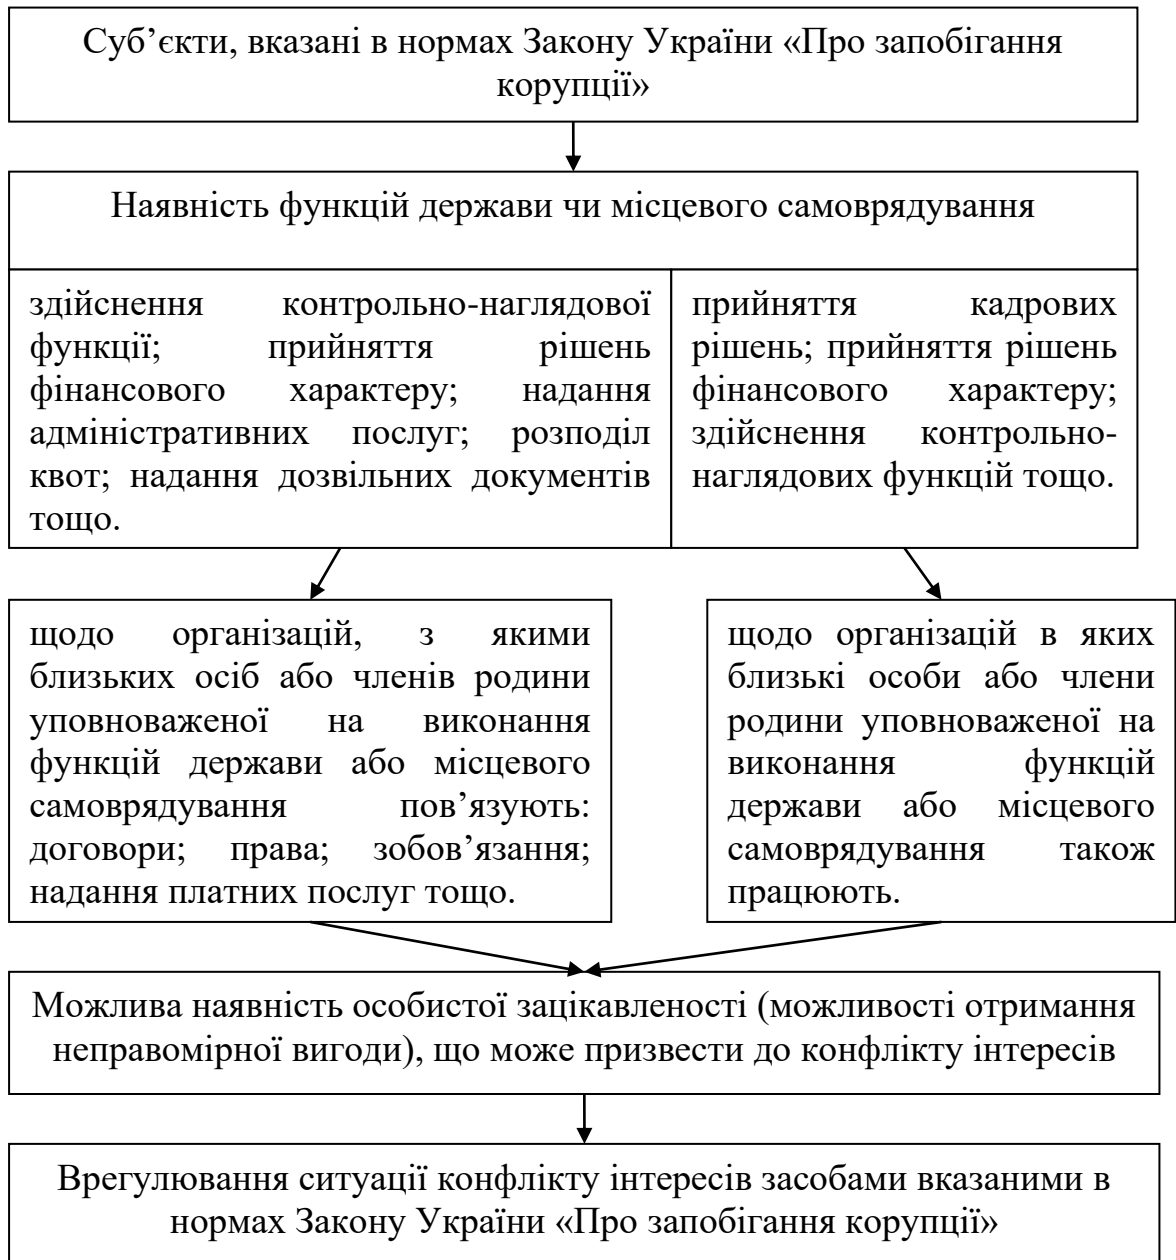 Суб’єкти, вказані в нормах Закону України «Про запобігання
корупції»
Наявність функцій держави чи місцевого самоврядування
здійснення контрольно-наглядової
функції; прийняття рішень
фінансового характеру; надання
адміністративних послуг; розподіл
квот; надання дозвільних документів
тощо.
прийняття кадрових
рішень; прийняття рішень
фінансового характеру;
здійснення контрольно-
наглядових функцій тощо.
щодо організацій, з якими
близьких осіб або членів родини
уповноваженої на виконання
функцій держави або місцевого
самоврядування пов’язують:
договори; права; зобов’язання;
надання платних послуг тощо.
щодо організацій в яких
близькі особи або члени
родини уповноваженої на
виконання функцій
держави або місцевого
самоврядування також
працюють.
Можлива наявність особистої зацікавленості (можливості отримання
неправомірної вигоди), що може призвести до конфлікту інтересів
Врегулювання ситуації конфлікту інтересів засобами вказаними в
нормах Закону України «Про запобігання корупції»